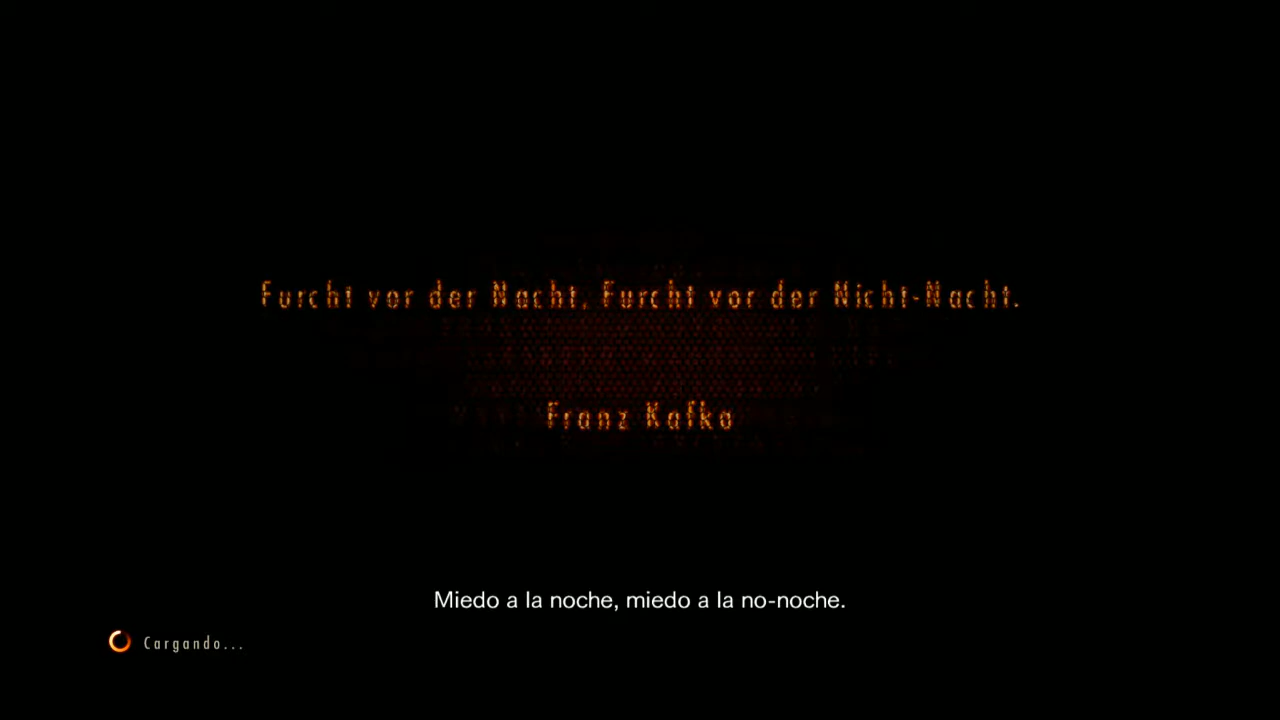 Furcht vor der Nacht, Furcht vor der Nicht-Nacht.
Franz Kafka
Miedo a la noche, miedo a la no-noche.
Cargando...